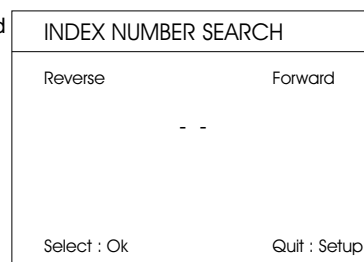 INDEX NUMBER SEARCH
Reverse Forward
- -
Select : Ok Quit : Setup